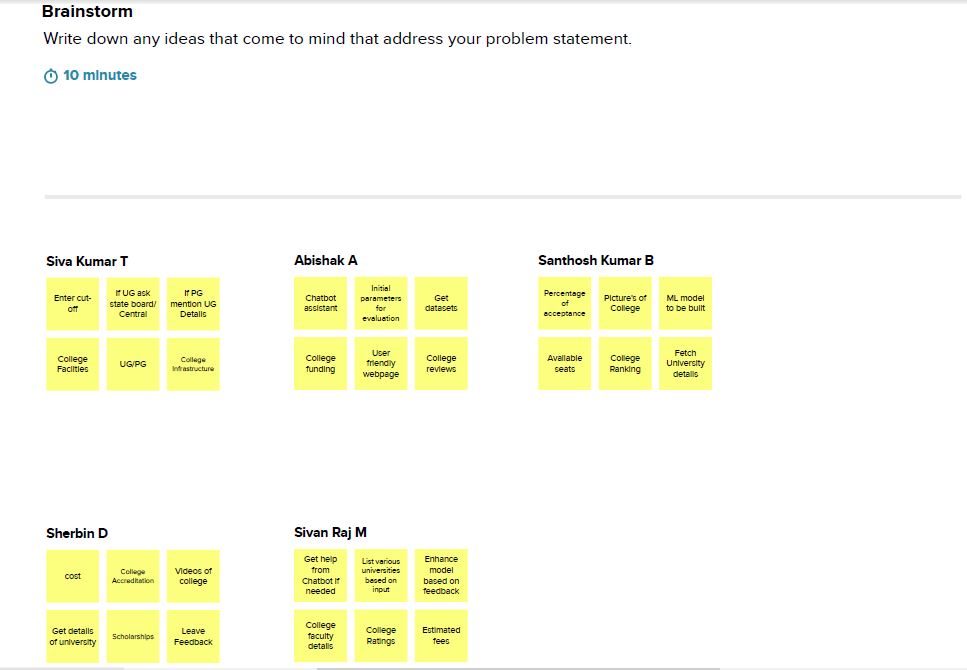 Brainstorm
Write down any ideas that come to mind that address your problem statement.
10 minutes
Siva Kumar T
Enter cut-
off
If UG ask
state board/
Central
If PG
mention UG
Details
College
Facilties
UG/PG
College
Infrastructure
Abishak A
Chatbot
assistant
Initial
parameters
for
evaluation
Get
datasets
College
funding
User
friendly
webpage
College
reviews
Santhosh Kumar B
Percentage
of
acceptance
Picture's of
College
ML model
to be built
Available
seats
College
Ranking
Fetch
University
details
Sherbin D
cost
College
Accreditation
Videos of
college
Get details
of university
Scholarships
Leave
Feedback
Sivan Raj M
Get help
from
Chatbot if
needed
List various
universities
based on
input
Enhance
model
based on
feedback
College
faculty
details
College
Ratings
Estimated
fees